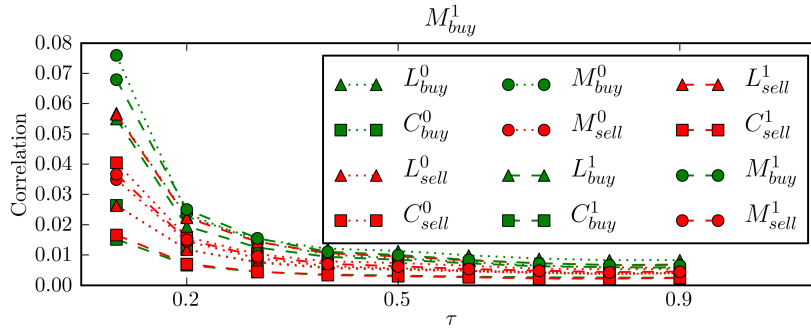 M^1_{buy}
0.08
0.07
0.06
0.05
0.04
0.03
0.02
0.01
0.00
Correlation
L^0_{buy} M^0_{buy} L^1_{sell}
C^0_{buy} M^0_{sell} C^1_{sell}
L^0_{sell} L^1_{buy} M^1_{buy}
C^0_{sell} C^1_{buy} M^1_{sell}
0.2 0.5 0.9
τ